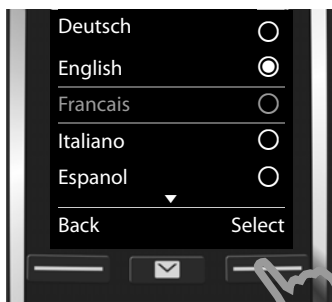 Deutsch
English
Francais
Italiano
Espanol
Back Select